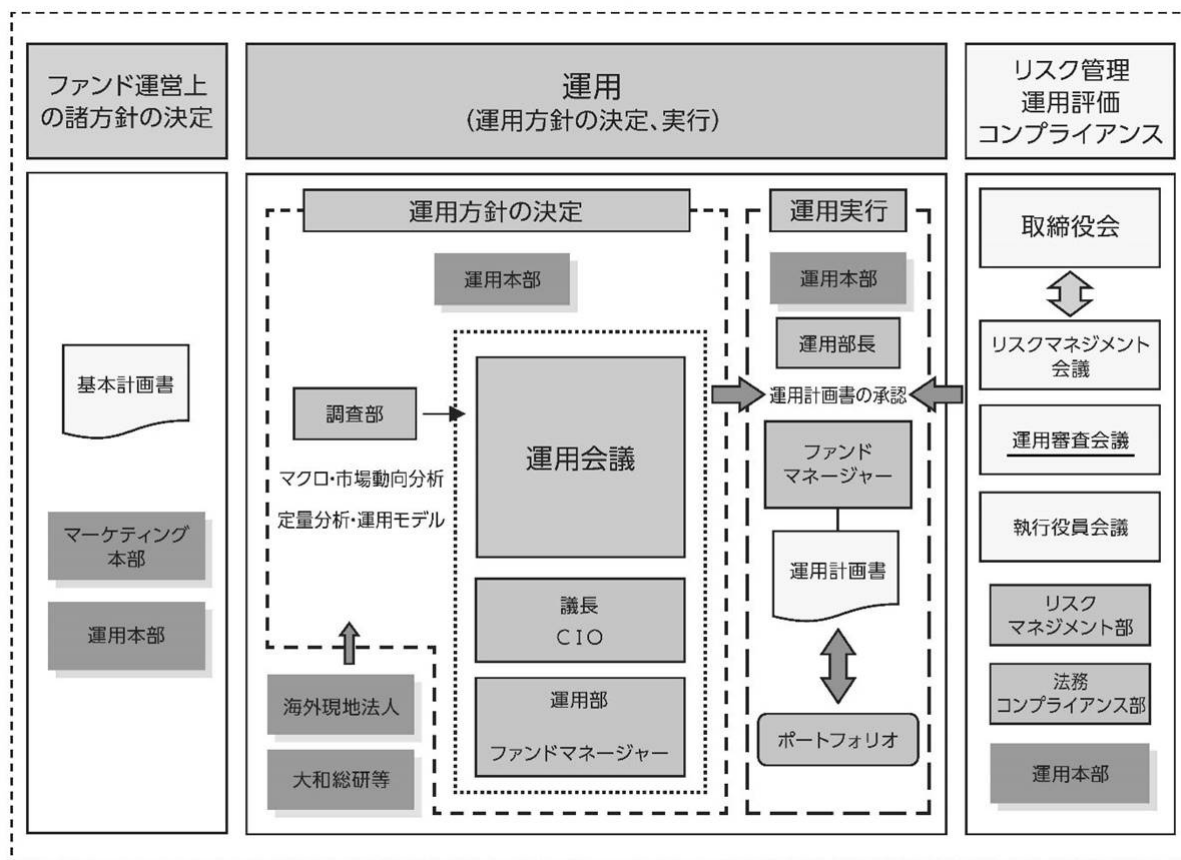 ファンド運営上
の諸方針の決定
運用
(運用方針の決定、実行)
リスク管理
運用評価
コンプライアンス
基本計画書
マーケティング
本部
運用本部
運用方針の決定
運用本部
調査部
マクロ・市場動向分析
定量分析・運用モデル
運用会議
議長
CIO
運用部
ファンドマネージャー
海外現地法人
大和総研等
運用実行
運用本部
運用部長
運用計画書の承認
ファンド
マネージャー
運用計画書
ポートフォリオ
取締役会
リスクマネジメント
会議
運用審査会議
執行役員会議
リスク
マネジメント部
法務
コンプライアンス部
運用本部